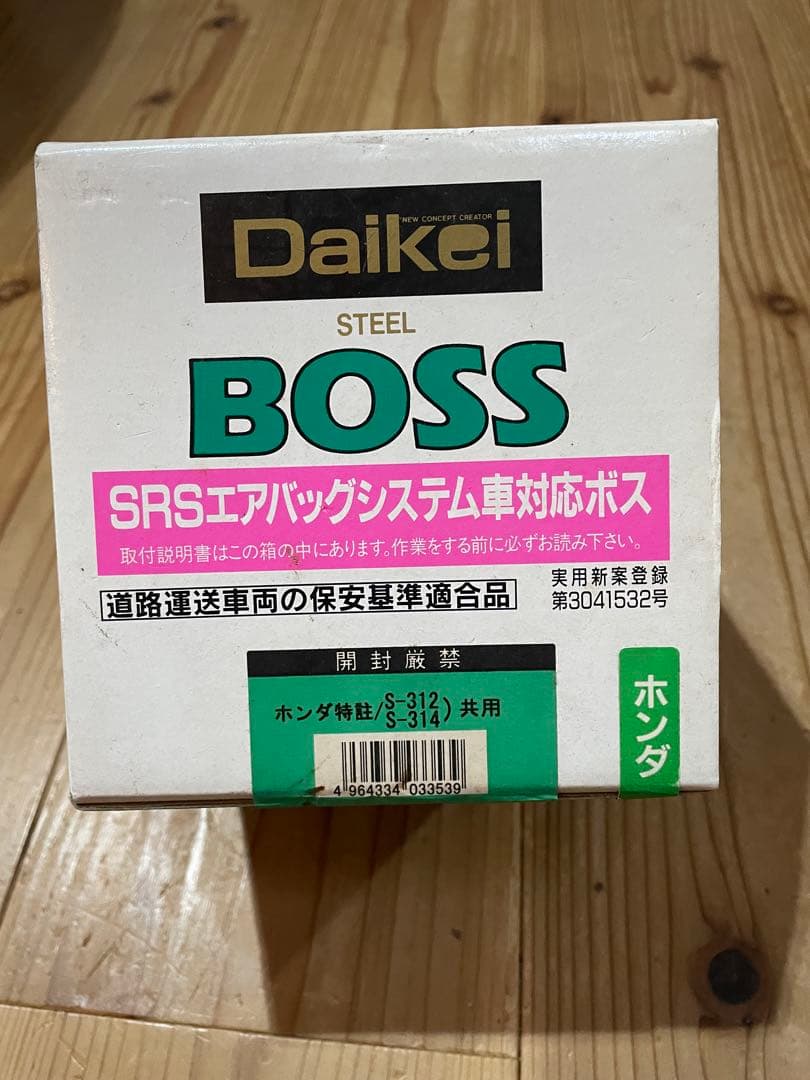 NEW CONCEPT CREATOR
Daikei
STEEL
BOSS
SRSエアバッグシステム車対応ボス
取付説明書はこの箱の中にあります。作業をする前に必ずお読み下さい。
道路運送車両の保安基準適合品
実用新案登録
第3041532号
開封厳禁
ホンダ特註/S-312
S-314)共用
4 964334 033539
ホンダ